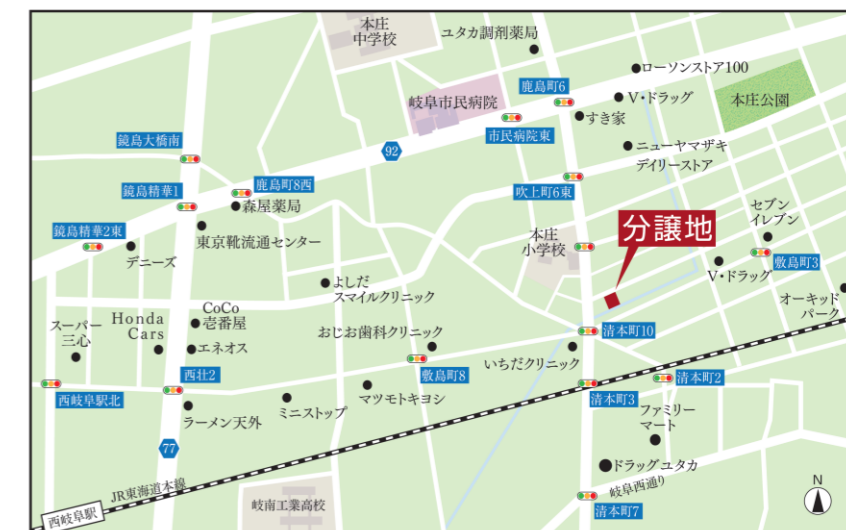 本庄
中学校
ユタカ調剤薬局
ローソンストア100
岐阜市民病院
鹿島町6
V・ドラッグ
本庄公園
すき家
市民病院東
鏡島大橋南
92
ニューヤマザキ
デイリーストア
鏡島精華1
鹿島町8西
森屋薬局
吹上町6東
セブン
イレブン
分譲地
鏡島精華2東
東京靴流通センター
本庄
小学校
デニーズ
敷島町3
V・ドラッグ
よしだ
スマイルクリニック
オーキッド
パーク
スーパー
三心
Honda
Cars
CoCo
壱番屋
おじお歯科クリニック
清本町10
エネオス
いちだクリニック
西壮2
敷島町8
清本町2
西岐阜駅北
マツモトキヨシ
清本町3
ミニストップ
ラーメン天外
ファミリー
マート
77
ドラッグユタカ
JR東海道本線
岐阜西通り
岐南工業高校
N
西岐阜駅
清本町7